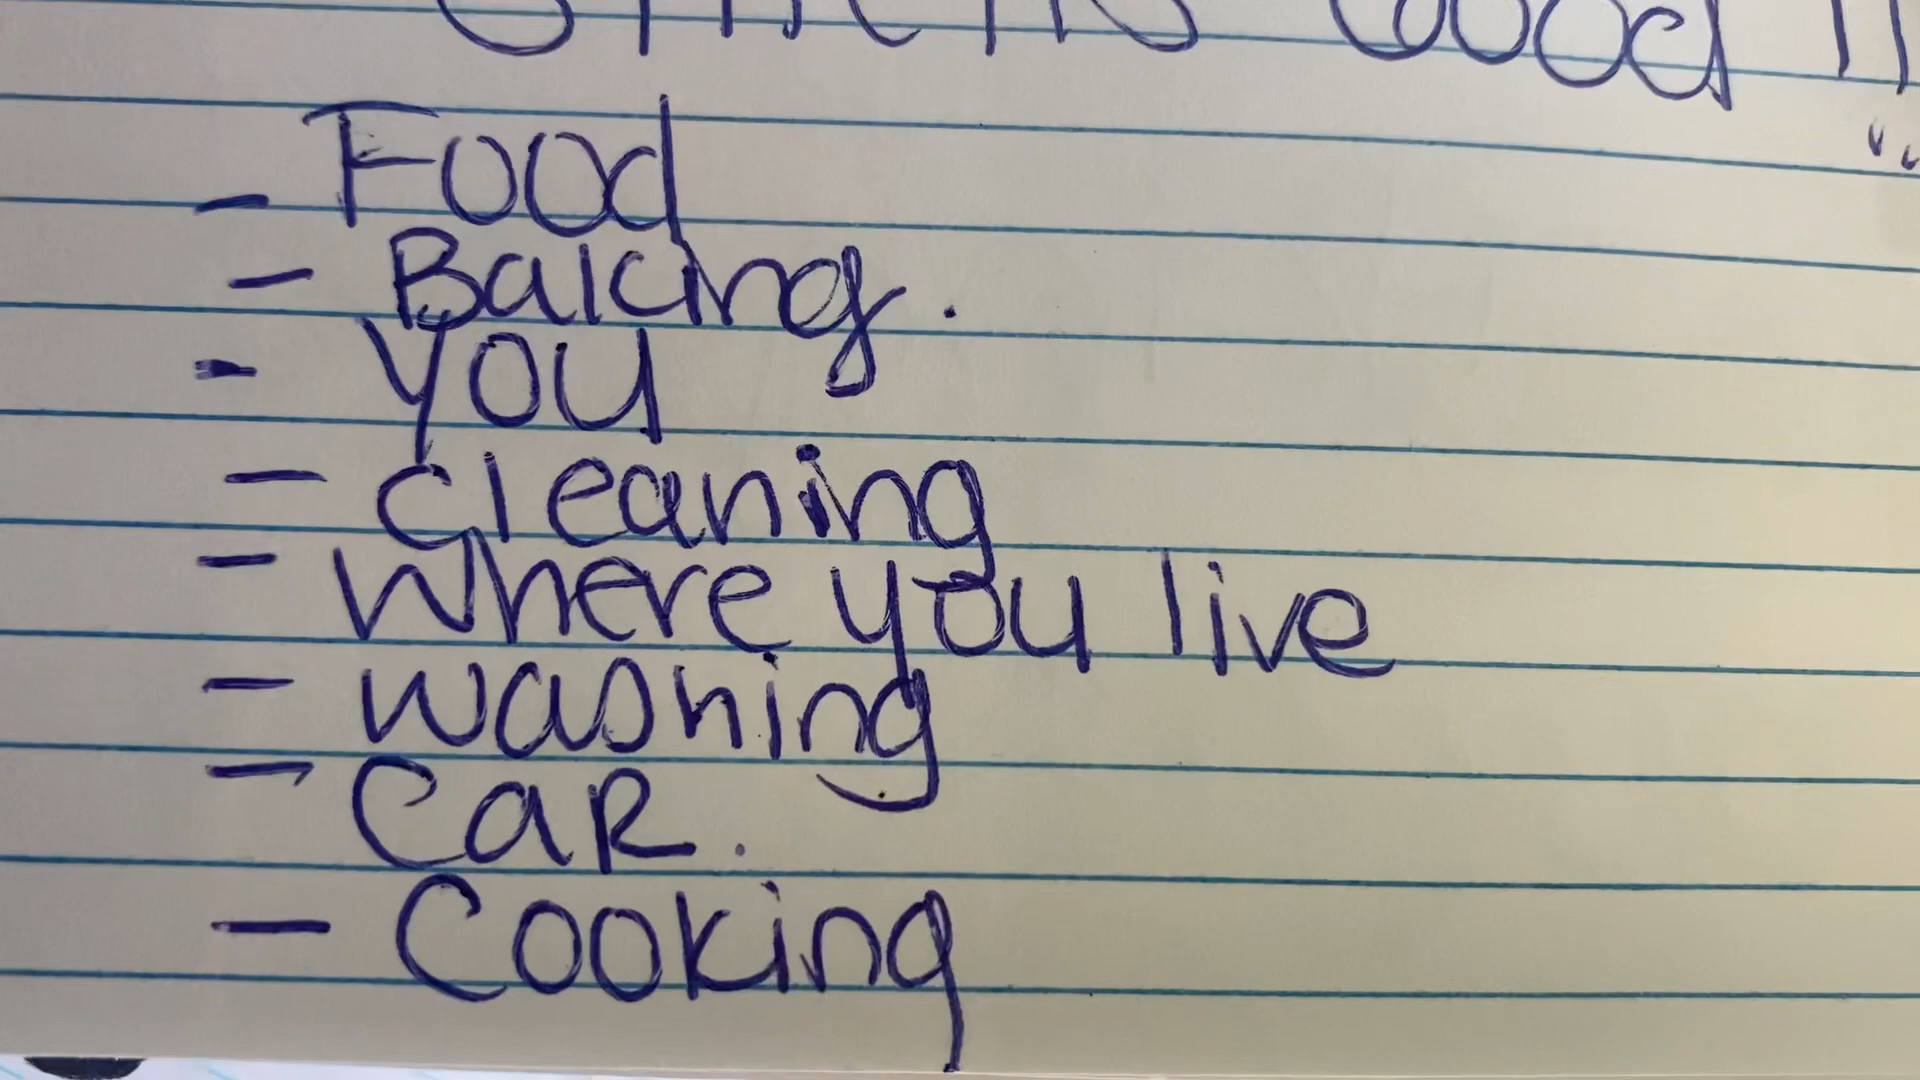 - Food
- Baking.
- you
- cleaning
- where you live
- washing
- CaR.
- Cooking